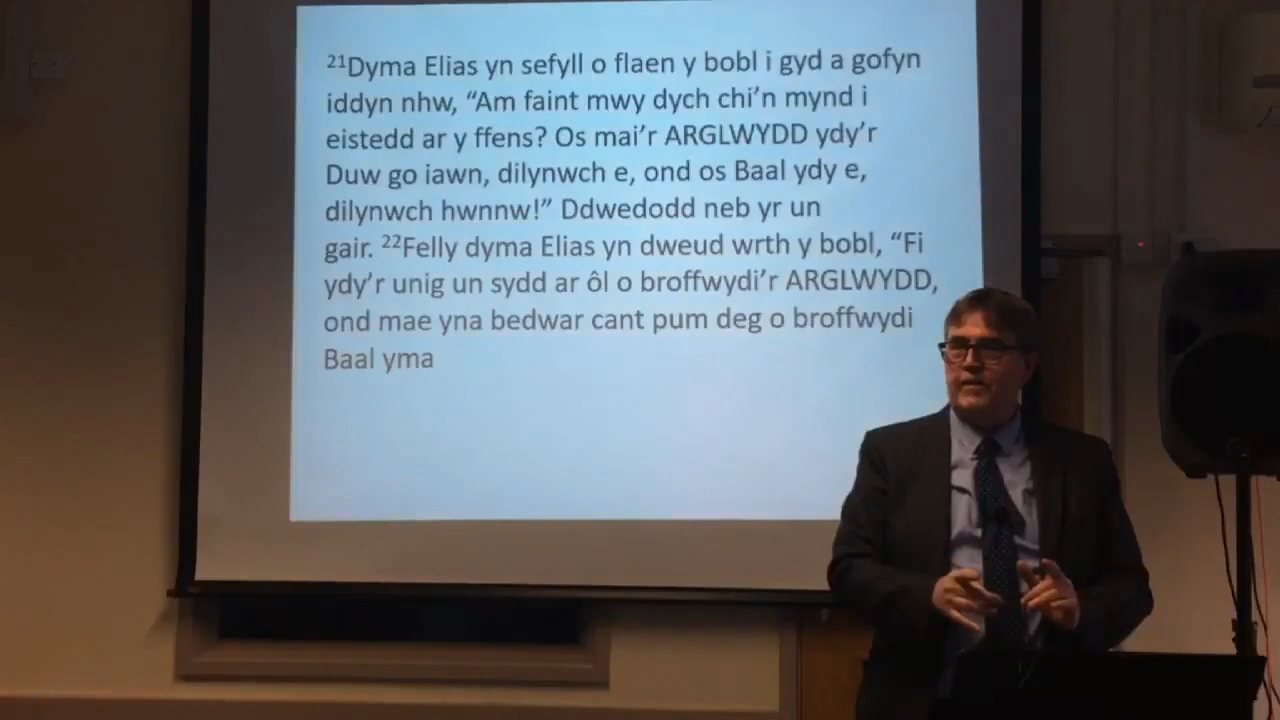 ²¹Dyma Elias yn sefyll o flaen y bobl i gyd a gofyn
iddyn nhw, “Am faint mwy dych chi’n mynd i
eistedd ar y ffens? Os mai’r ARGLWYDD ydy’r
Duw go iawn, dilynwch e, ond os Baal ydy e,
dilynwch hwnnw!” Ddwedodd neb yr un
gair. ²²Felly dyma Elias yn dweud wrth y bobl, “Fi
ydy’r unig un sydd ar ôl o broffwydi’r ARGLWYDD,
ond mae yna bedwar cant pum deg o broffwydi
Baal yma